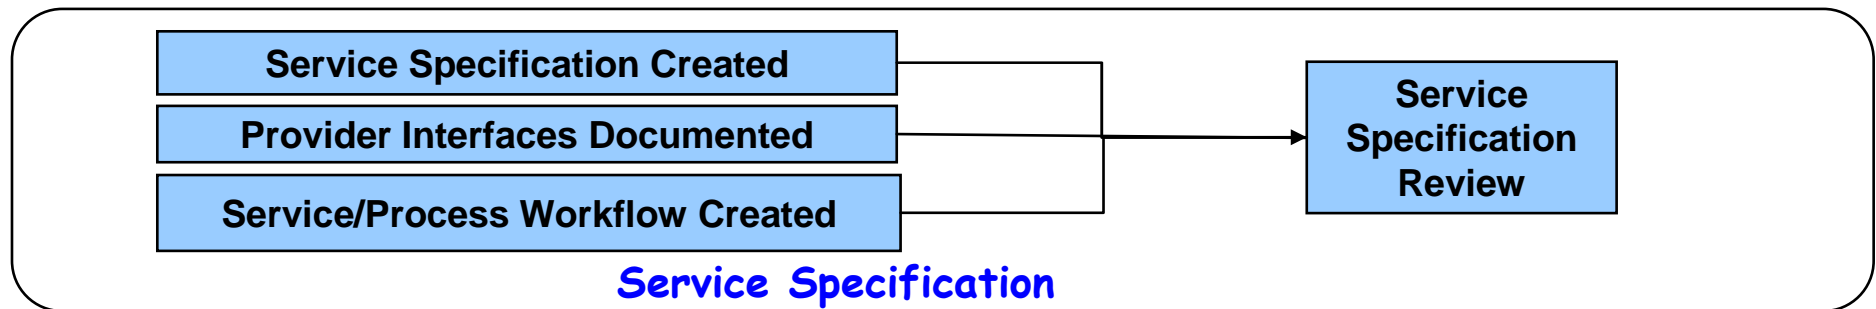 Service Specification Created
Provider Interfaces Documented
Service/Process Workflow Created
Service
Specification
Review
Service Specification